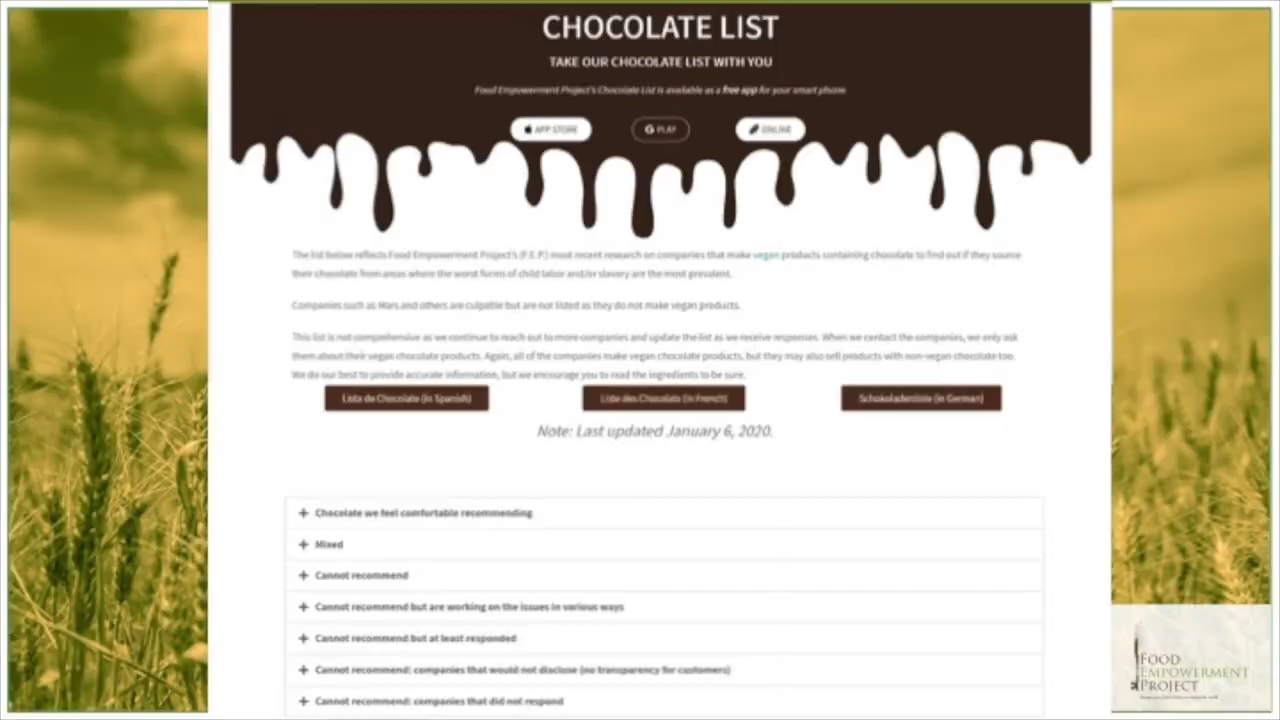 CHOCOLATE LIST
TAKE OUR CHOCOLATE LIST WITH YOU
Food Empowerment Project's Chocolate List is available as a free app for your smart phone
APP STORE
PLAY
ONLINE
The list below reflects Food Empowerment Project's (F.E.P.) most recent research on companies that make vegan products containing chocolate to find out if they source
their chocolate from areas where the worst forms of child labor and/or slavery are the most prevalent.
Companies such as Mars and others are culpable but are not listed as they do not make vegan products.
This list is not comprehensive as we continue to reach out to more companies and update the list as we receive responses. When we contact the companies, we only ask
them about their vegan chocolate products. Again, all of the companies make vegan chocolate products, but they may also sell products with non-vegan chocolate too.
We do our best to provide accurate information, but we encourage you to read the ingredients to be sure.
Lista de Chocolate (in Spanish)
Liste des Chocolate (in French)
Schokoladenliste (in German)
Note: Last updated January 6, 2020.
+ Chocolate we feel comfortable recommending
+ Mixed
+ Cannot recommend
+ Cannot recommend but are working on the issues in various ways
+ Cannot recommend but at least responded
+ Cannot recommend: companies that would not disclose (no transparency for customers)
+ Cannot recommend: companies that did not respond
FOOD
EMPOWERMENT
PROJECT